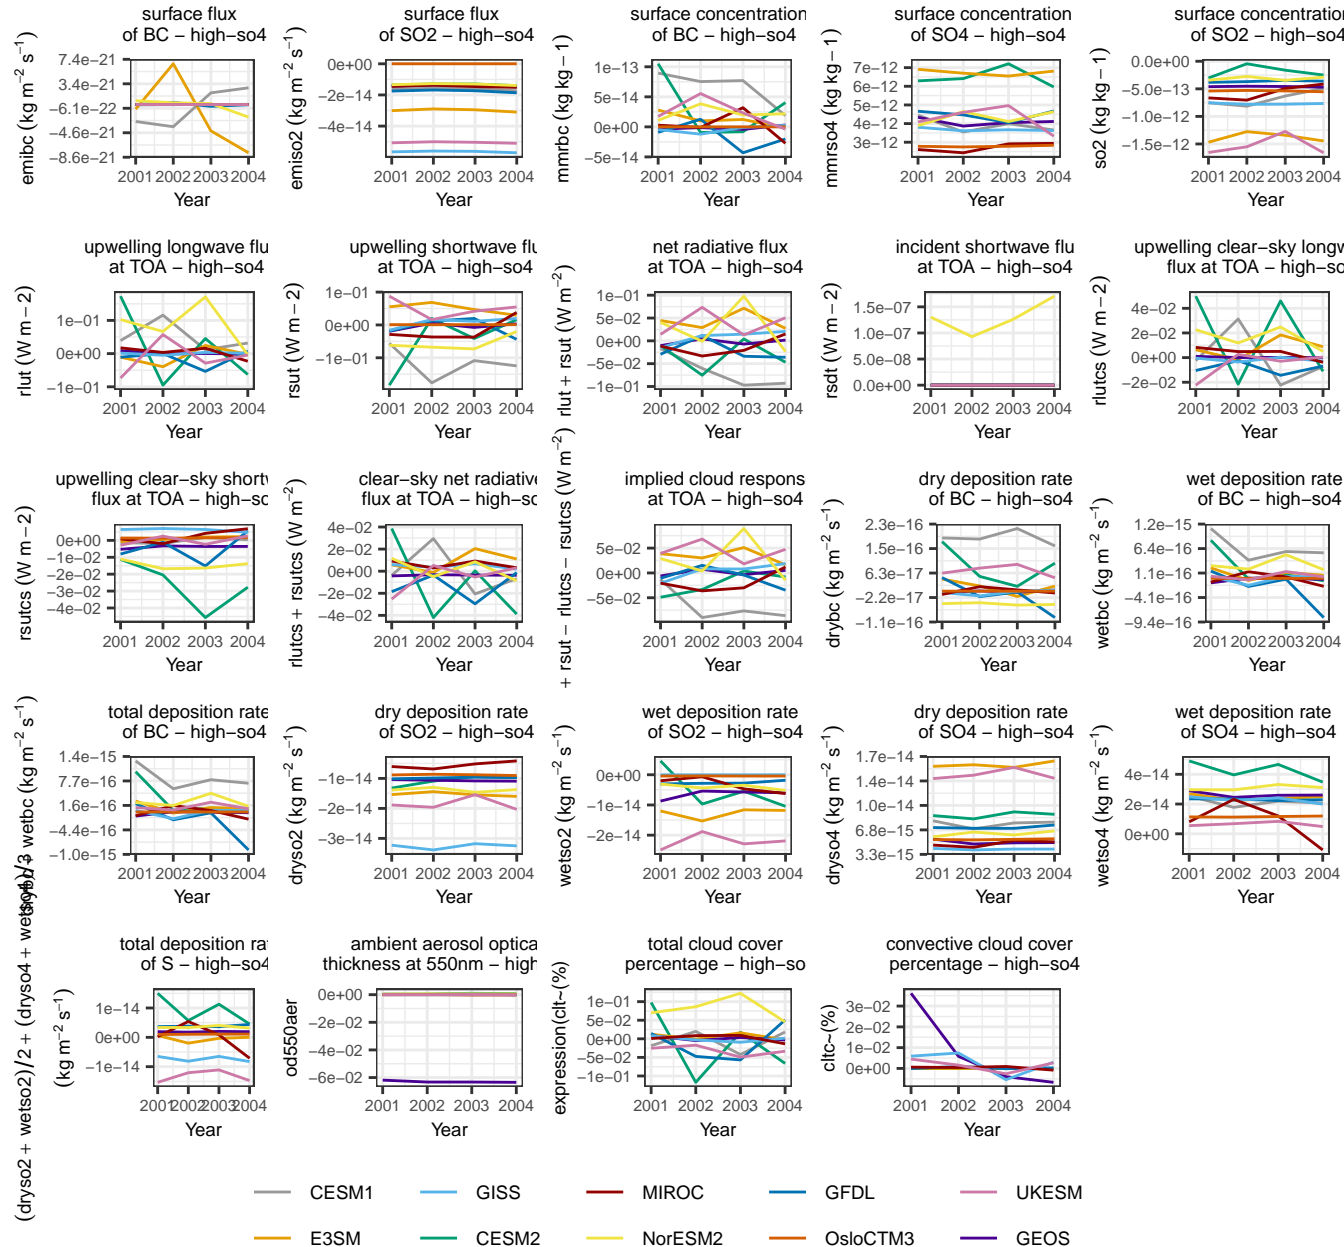 surface flux
of BC − high−so4
emibc (kg m−2 s−1)
7.4e−21
3.4e−21
−6.1e−22
−4.6e−21
−8.6e−21
2001 2002 2003 2004
Year
surface flux
of SO2 − high−so4
emiso2 (kg m−2 s−1)
0e+00
−2e−14
−4e−14
2001 2002 2003 2004
Year
surface concentration
of BC − high−so4
mmrbc (kg kg−1)
1e−13
5e−14
0e+00
−5e−14
2001 2002 2003 2004
Year
surface concentration
of SO4 − high−so4
mmrso4 (kg kg−1)
7e−12
6e−12
5e−12
4e−12
3e−12
2001 2002 2003 2004
Year
surface concentration
of SO2 − high−so4
so2 (kg kg−1)
0.0e+00
−5.0e−13
−1.0e−12
−1.5e−12
2001 2002 2003 2004
Year
upwelling longwave flu
at TOA − high−so4
rlut (W m−2)
1e−01
0e+00
−1e−01
2001 2002 2003 2004
Year
upwelling shortwave flu
at TOA − high−so4
rsut (W m−2)
1e−01
0e+00
−1e−01
2001 2002 2003 2004
Year
net radiative flux
at TOA − high−so4
rlut + rsut (W m−2)
1e−01
5e−02
0e+00
−5e−02
−1e−01
2001 2002 2003 2004
Year
incident shortwave flu
at TOA − high−so4
rsdt (W m−2)
1.5e−07
1.0e−07
5.0e−08
0.0e+00
2001 2002 2003 2004
Year
upwelling clear−sky longw
flux at TOA − high−so4
rlutcs (W m−2)
4e−02
2e−02
0e+00
−2e−02
2001 2002 2003 2004
Year
upwelling clear−sky shortw
flux at TOA − high−so
rsutcs (W m−2)
0e+00
−1e−02
−2e−02
−3e−02
−4e−02
2001 2002 2003 2004
Year
clear−sky net radiative
flux at TOA − high−so
rlutcs + rsutcs (W m−2)
4e−02
2e−02
0e+00
−2e−02
−4e−02
2001 2002 2003 2004
Year
implied cloud respons
at TOA − high−so4
+ rsut − rlutcs − rsutcs (W m−2)
5e−02
0e+00
−5e−02
2001 2002 2003 2004
Year
dry deposition rate
of BC − high−so4
drybc (kg m−2 s−1)
2.3e−16
1.5e−16
6.3e−17
−2.2e−17
−1.1e−16
2001 2002 2003 2004
Year
wet deposition rate
of BC − high−so4
wetbc (kg m−2 s−1)
1.2e−15
6.4e−16
1.1e−16
−4.1e−16
−9.4e−16
2001 2002 2003 2004
Year
total deposition rate
of BC − high−so4
drybc + wetbc (kg m−2 s−1)
1.4e−15
7.7e−16
1.6e−16
−4.4e−16
−1.0e−15
2001 2002 2003 2004
Year
dry deposition rate
of SO2 − high−so4
dryso2 (kg m−2 s−1)
−1e−14
−2e−14
−3e−14
2001 2002 2003 2004
Year
wet deposition rate
of SO2 − high−so4
wetso2 (kg m−2 s−1)
0e+00
−1e−14
−2e−14
2001 2002 2003 2004
Year
dry deposition rate
of SO4 − high−so4
dryso4 (kg m−2 s−1)
1.7e−14
1.4e−14
1.0e−14
6.8e−15
3.3e−15
2001 2002 2003 2004
Year
wet deposition rate
of SO4 − high−so4
wetso4 (kg m−2 s−1)
4e−14
2e−14
0e+00
2001 2002 2003 2004
Year
total deposition rat
of S − high−so4
(dryso2 + wetso2)/2 + (dryso4 + wetso4)/3
(kg m−2 s−1)
1e−14
0e+00
−1e−14
2001 2002 2003 2004
Year
ambient aerosol optica
thickness at 550nm − high
od550aer
0e+00
−2e−02
−4e−02
−6e−02
2001 2002 2003 2004
Year
total cloud cover
percentage − high−so
expression(clt~(%)
1e−01
5e−02
0e+00
−5e−02
−1e−01
2001 2002 2003 2004
Year
convective cloud cover
percentage − high−so4
cltc~(%)
3e−02
2e−02
1e−02
0e+00
2001 2002 2003 2004
Year
CESM1 GISS MIROC GFDL UKESM
E3SM CESM2 NorESM2 OsloCTM3 GEOS